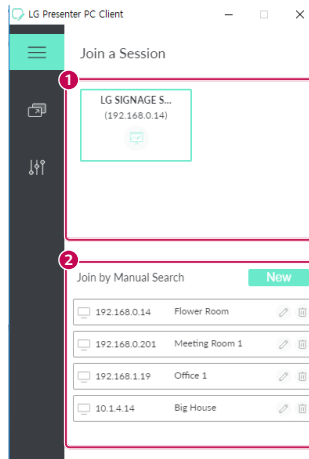 LG Presenter PC Client
Join a Session
1
LG SIGNAGE S...
(192.168.0.14)
2
Join by Manual Search New
192.168.0.14 Flower Room
192.168.0.201 Meeting Room 1
192.168.1.19 Office 1
10.1.4.14 Big House